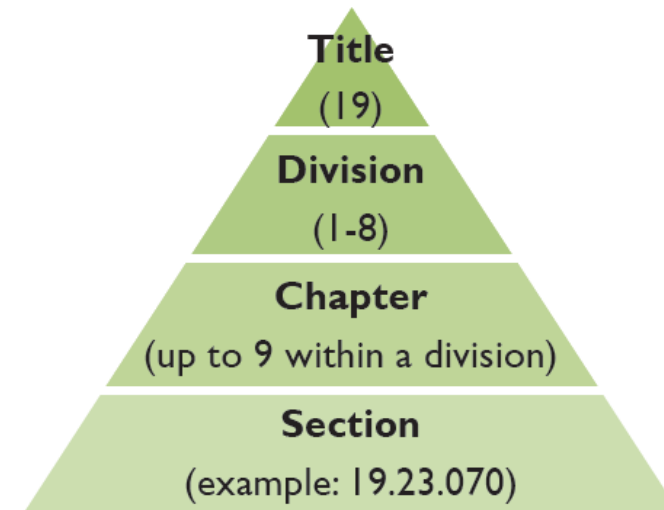 Title
(19)
Division
(1-8)
Chapter
(up to 9 within a division)
Section
(example: 19.23.070)